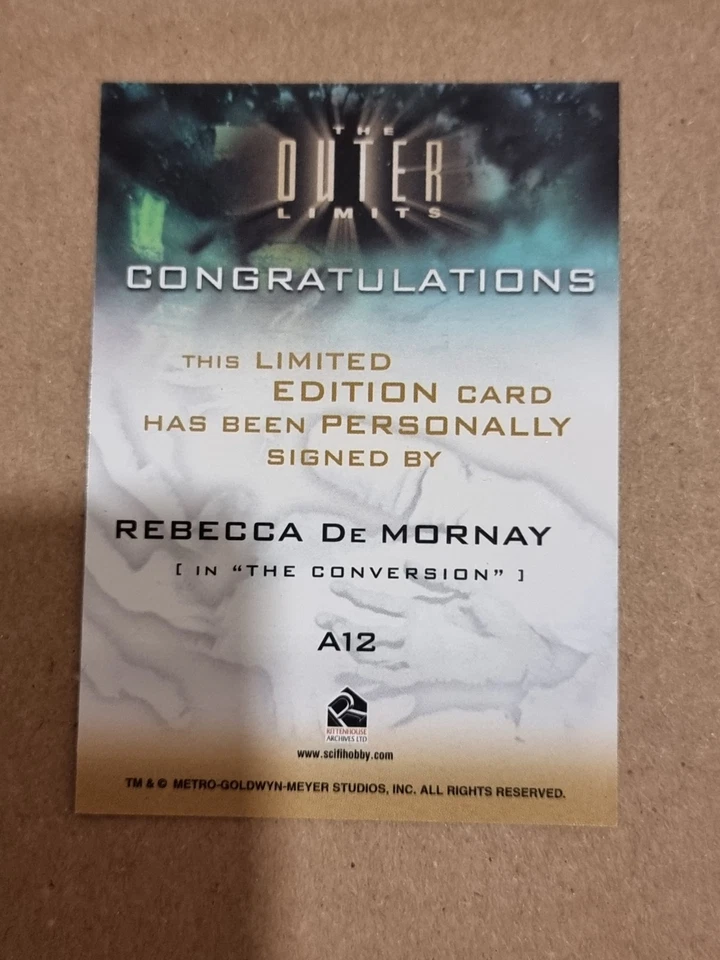 THE
OUTER
LIMITS
CONGRATULATIONS
THIS LIMITED
EDITION CARD
HAS BEEN PERSONALLY
SIGNED BY
REBECCA DE MORNAY
[ IN “THE CONVERSION” ]
A12
RITTENHOUSE
ARCHIVES LTD
www.scifihobby.com
TM & © METRO-GOLDWYN-MEYER STUDIOS, INC. ALL RIGHTS RESERVED.